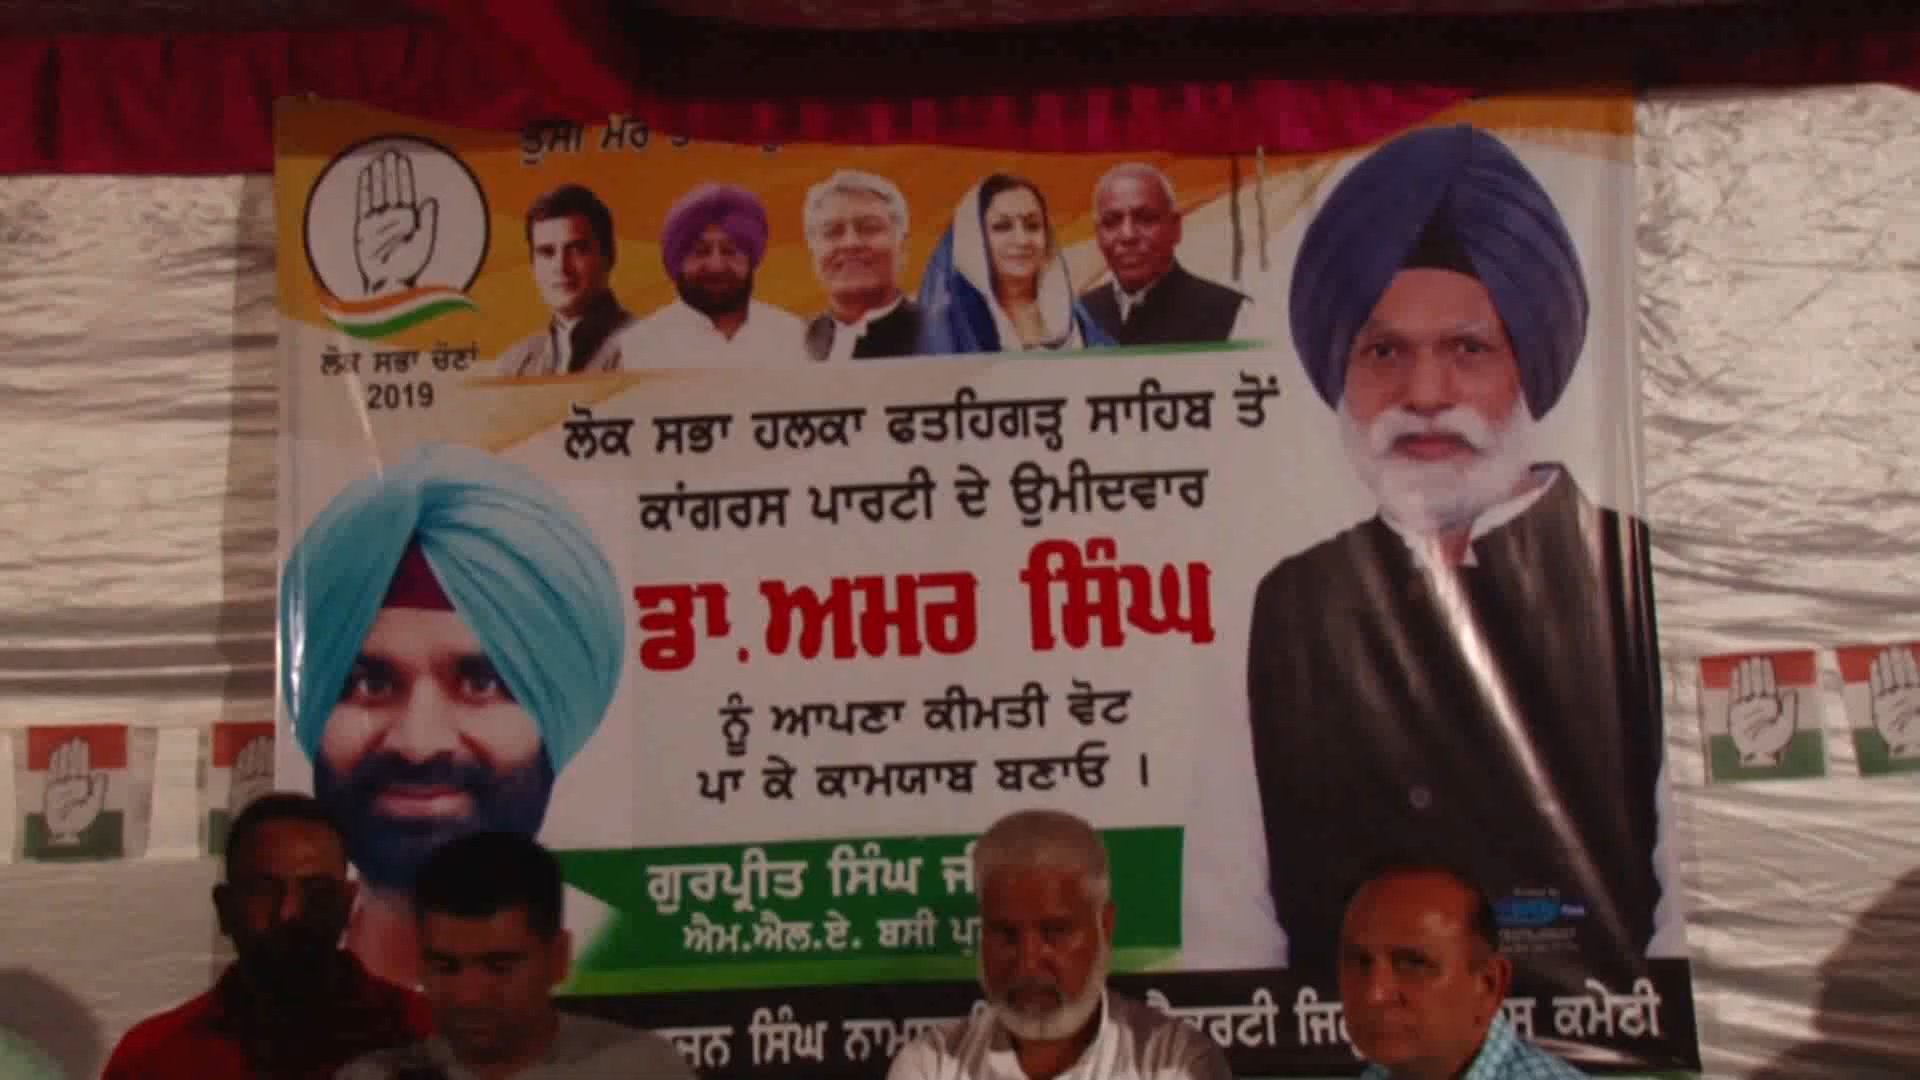 ਤੁਸੀਂ ਮੇਰੇ
ਲੋਕ ਸਭਾ ਚੋਣਾਂ
2019
ਲੋਕ ਸਭਾ ਹਲਕਾ ਫਤਹਿਗੜ੍ਹ ਸਾਹਿਬ ਤੋਂ
ਕਾਂਗਰਸ ਪਾਰਟੀ ਦੇ ਉਮੀਦਵਾਰ
ਡਾ. ਅਮਰ ਸਿੰਘ
ਨੂੰ ਆਪਣਾ ਕੀਮਤੀ ਵੋਟ
ਪਾ ਕੇ ਕਾਮਯਾਬ ਬਣਾਓ ।
ਗੁਰਪ੍ਰੀਤ ਸਿੰਘ
ਐਮ.ਐਲ.ਏ. ਬਸੀ
ਸਿੰਘ ਕਮੇਟੀ